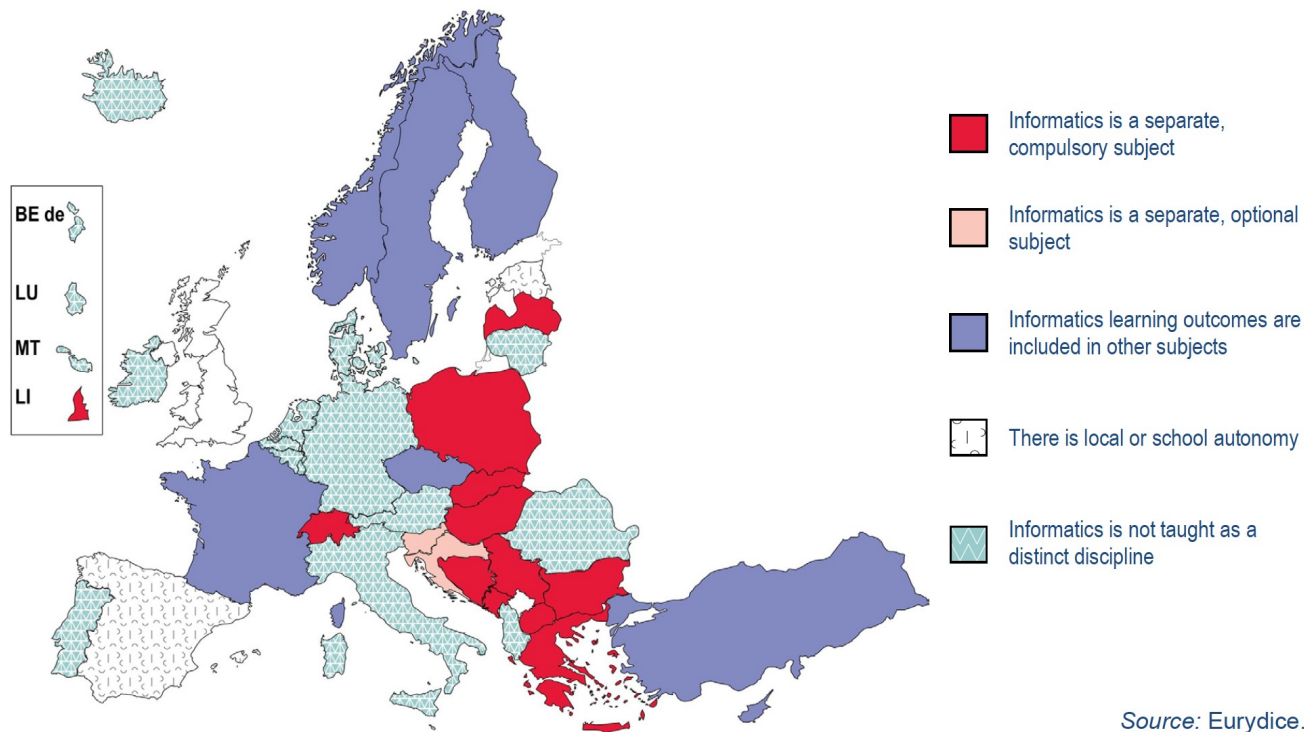 BE de
LU
MT
LI
Informatics is a separate,
compulsory subject
Informatics is a separate, optional
subject
Informatics learning outcomes are
included in other subjects
There is local or school autonomy
Informatics is not taught as a
distinct discipline
Source: Eurydice.